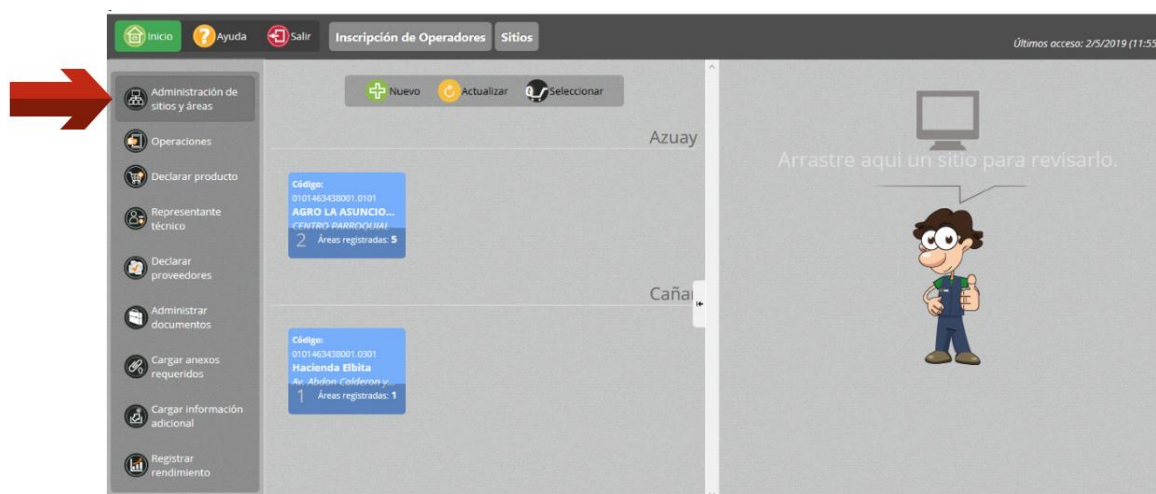 Inicio
Ayuda
Salir
Inscripción de Operadores
Sitios
Últimos acceso: 2/5/2019 (11:55
Administración de
sitios y áreas
Operaciones
Declarar producto
Representante
técnico
Declarar
proveedores
Administrar
documentos
Cargar anexos
requeridos
Cargar información
adicional
Registrar
rendimiento
Nuevo
Actualizar
Seleccionar
Azuay
Código:
0101463438001.0101
AGRO LA ASUNCIO...
CENTRO PARROQUIAL
2 Áreas registradas: 5
Cañar
Código:
0101463438001.0301
Hacienda Elbita
Av. Abdon Calderon y...
1 Áreas registradas: 1
Arrastre aqui un sitio para revisarlo.